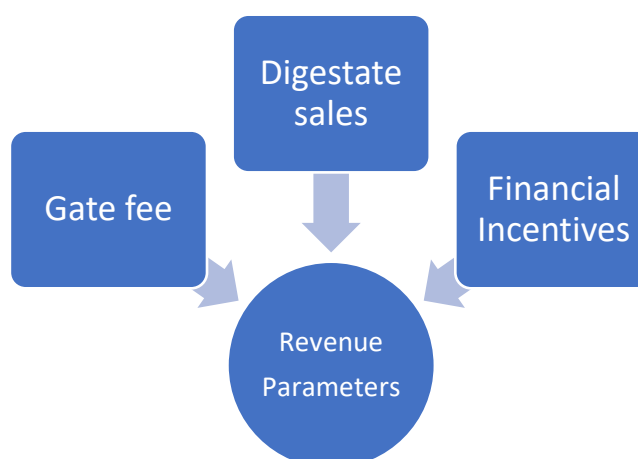 Digestate
sales
Gate fee
Financial
Incentives
Revenue
Parameters